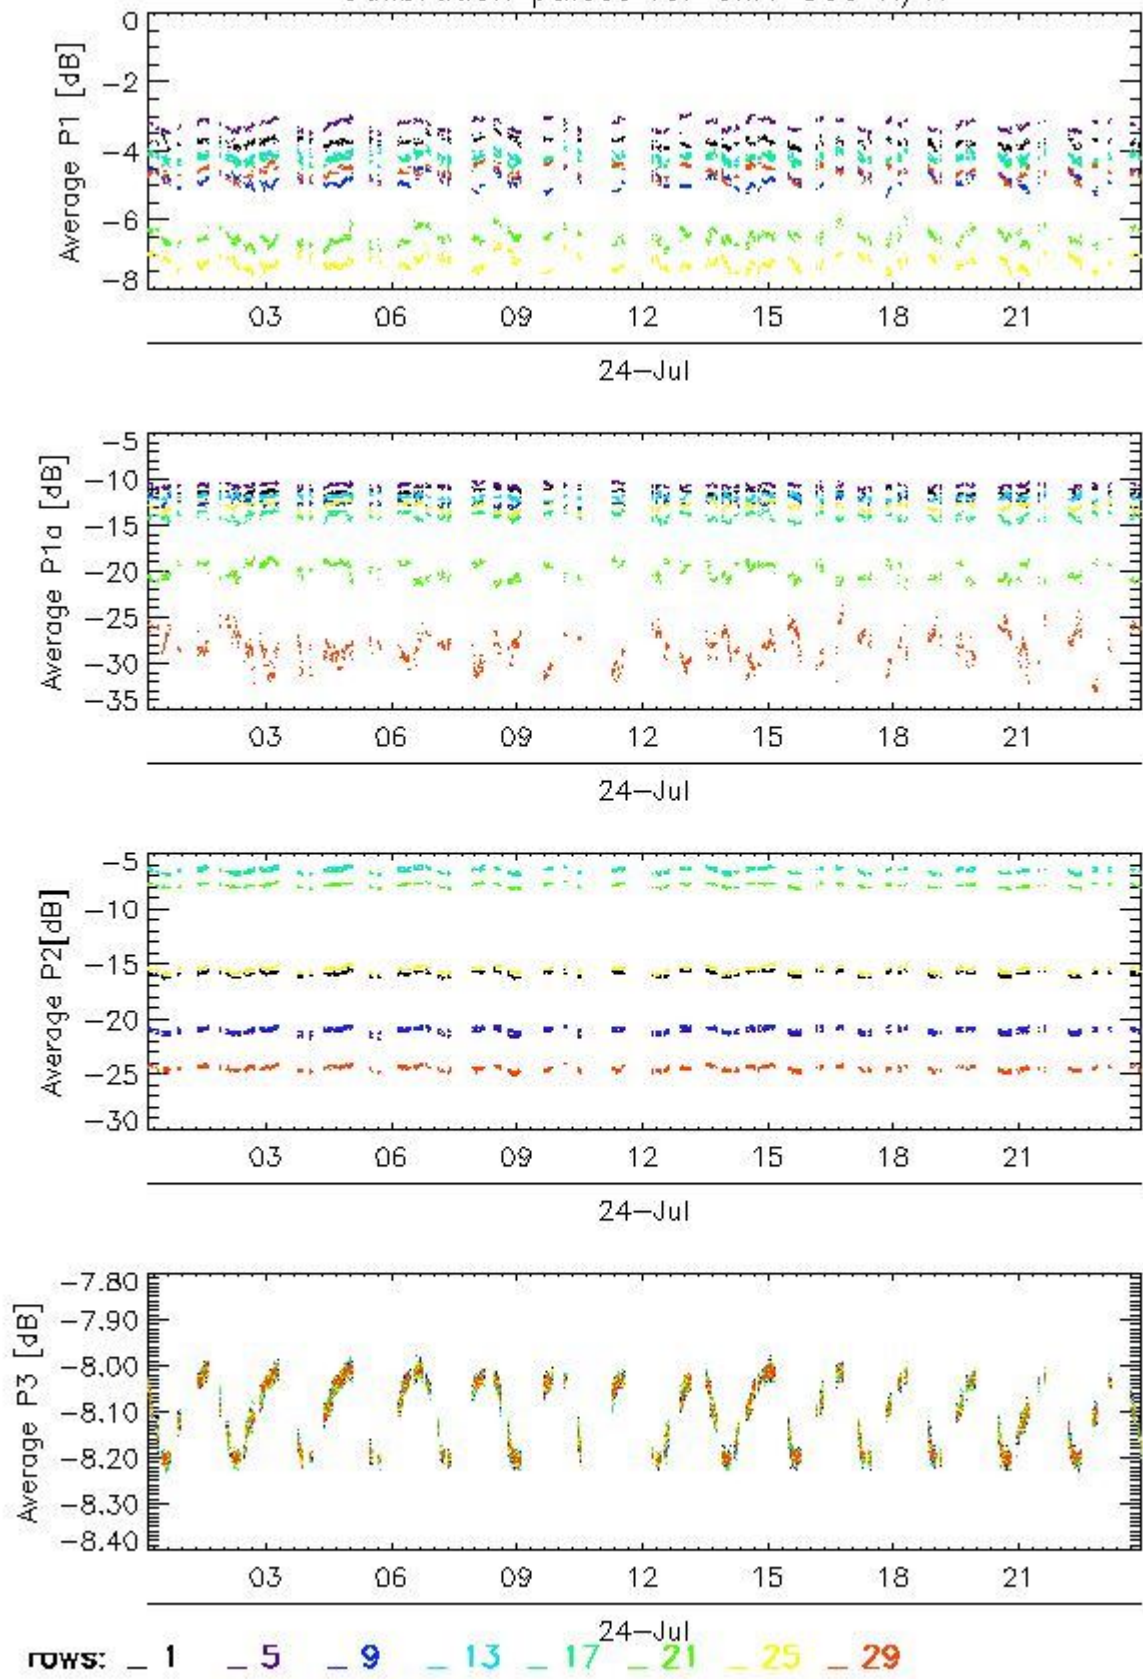 0
−2
−4
−6
−8
Average P1 [dB]
03 06 09 12 15 18 21
24−Jul
−5
−10
−15
−20
−25
−30
−35
Average P1a [dB]
03 06 09 12 15 18 21
24−Jul
−5
−10
−15
−20
−25
−30
Average P2[dB]
03 06 09 12 15 18 21
24−Jul
−7.80
−7.90
−8.00
−8.10
−8.20
−8.30
−8.40
Average P3 [dB]
03 06 09 12 15 18 21
24−Jul
rows: _ 1 _ 5 _ 9 _ 13 _ 17 _ 21 _ 25 _ 29